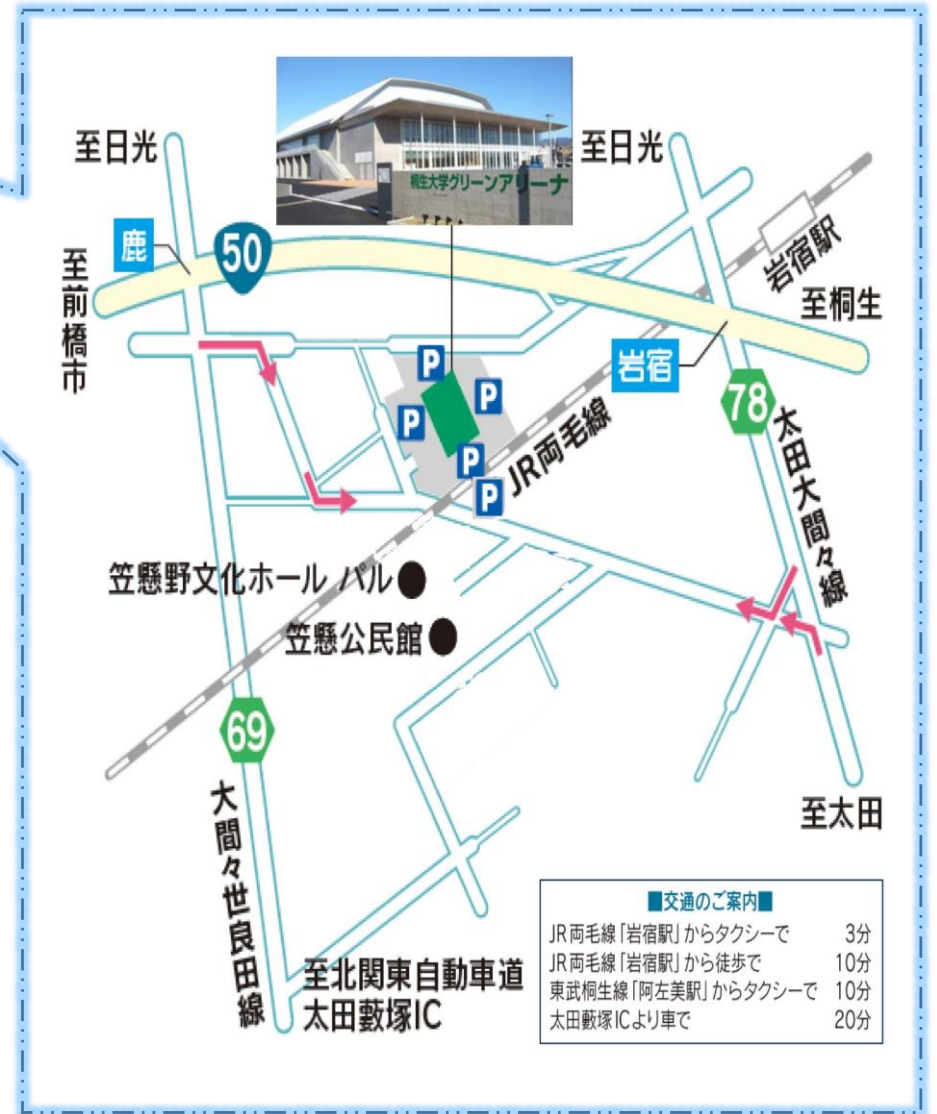 桐生大学グリーンアリーナ
至日光
至日光
鹿
50
至前橋市
岩宿駅
至桐生
岩宿
P
P
P
P
P
78
JR両毛線
太田大間々線
笠懸野文化ホール パル
笠懸公民館
69
大間々世良田線
至太田
至北関東自動車道
太田藪塚IC
■交通のご案内■
JR両毛線「岩宿駅」からタクシーで 3分
JR両毛線「岩宿駅」から徒歩で 10分
東武桐生線「阿左美駅」からタクシーで 10分
太田藪塚ICより車で 20分